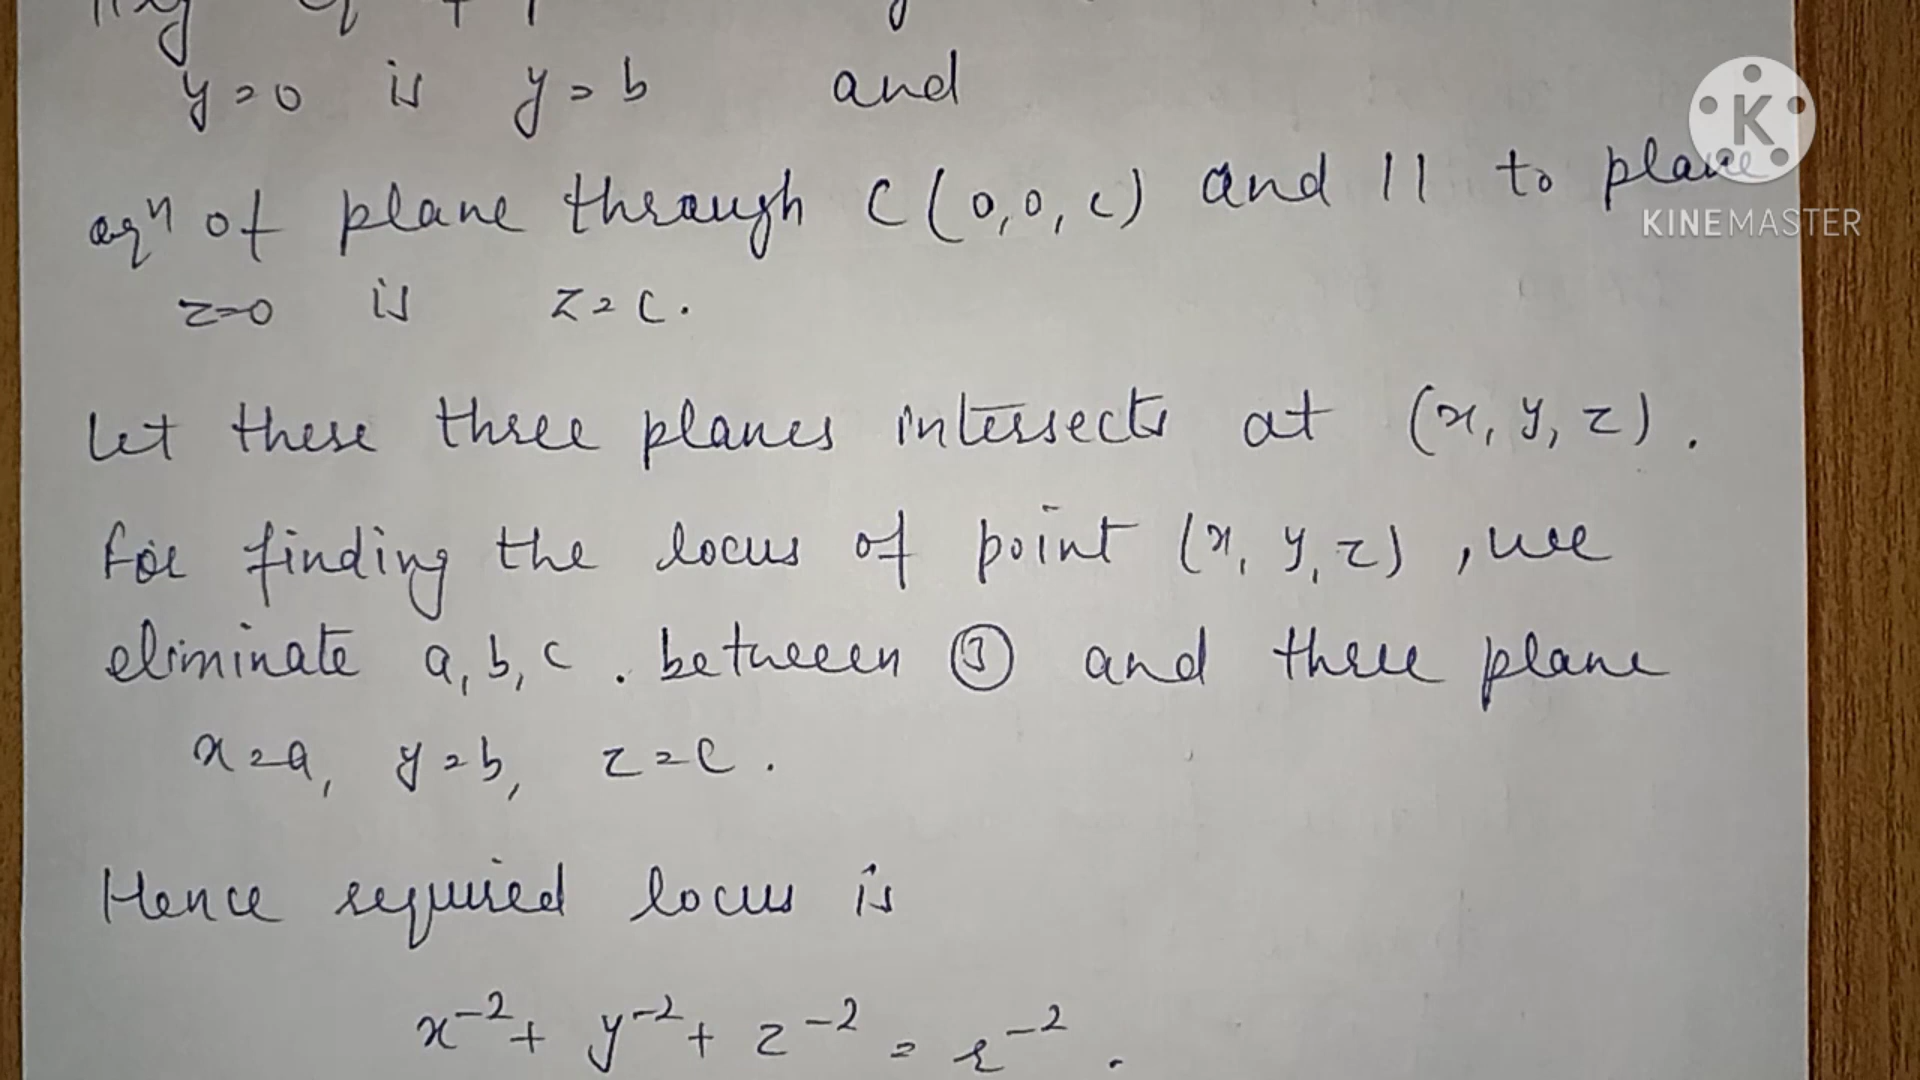 y=0 is y=b and
eqⁿ of plane through C(0,0,c) and || to plane
z=0 is z=c.
Let these three planes intersects at (x, y, z).
For finding the locus of point (x, y, z), we
eliminate a, b, c. between ③ and three plane
x=a, y=b, z=c.
Hence required locus is
x⁻² + y⁻² + z⁻² = r⁻².
K
KINEMASTER